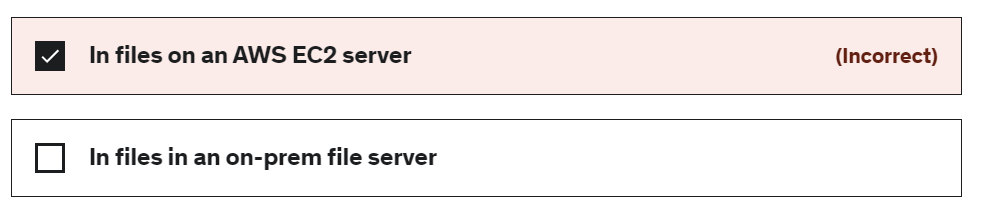 In files on an AWS EC2 server (Incorrect)
In files in an on-prem file server